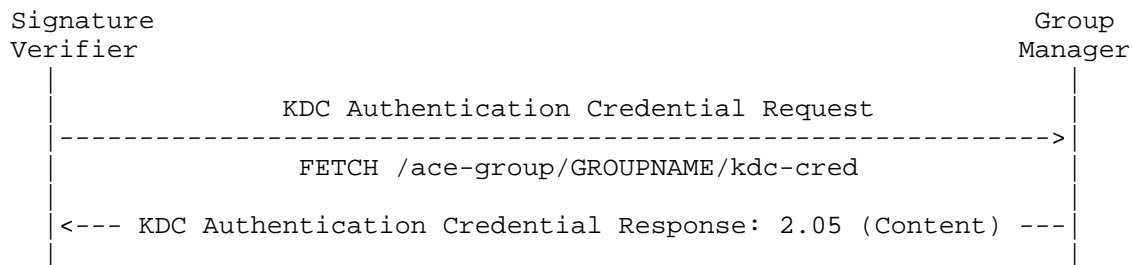 Signature Group
Verifier Manager
KDC Authentication Credential Request
FETCH /ace-group/GROUPNAME/kdc-cred
<--- KDC Authentication Credential Response: 2.05 (Content) ---